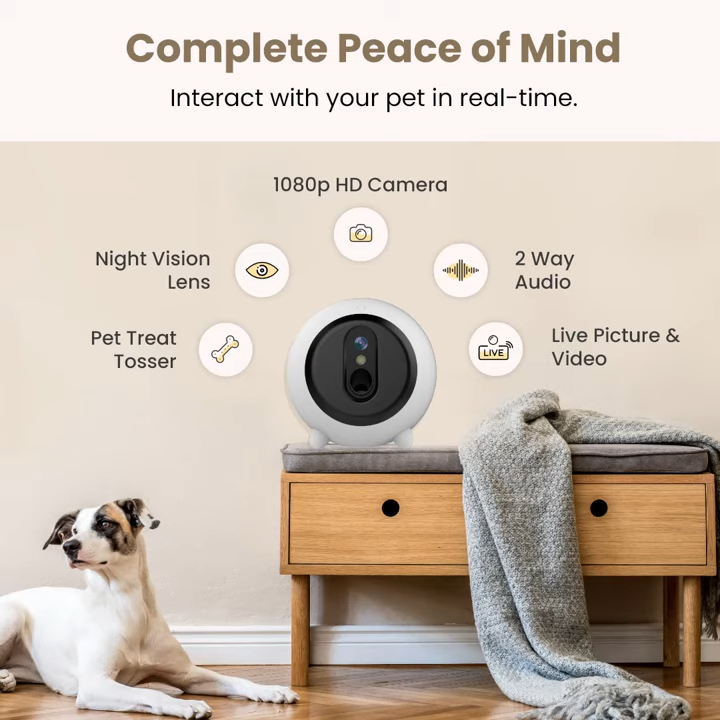 Complete Peace of Mind
Interact with your pet in real-time.
1080p HD Camera
Night Vision
Lens
2 Way
Audio
Pet Treat
Tosser
LIVE
Live Picture &
Video